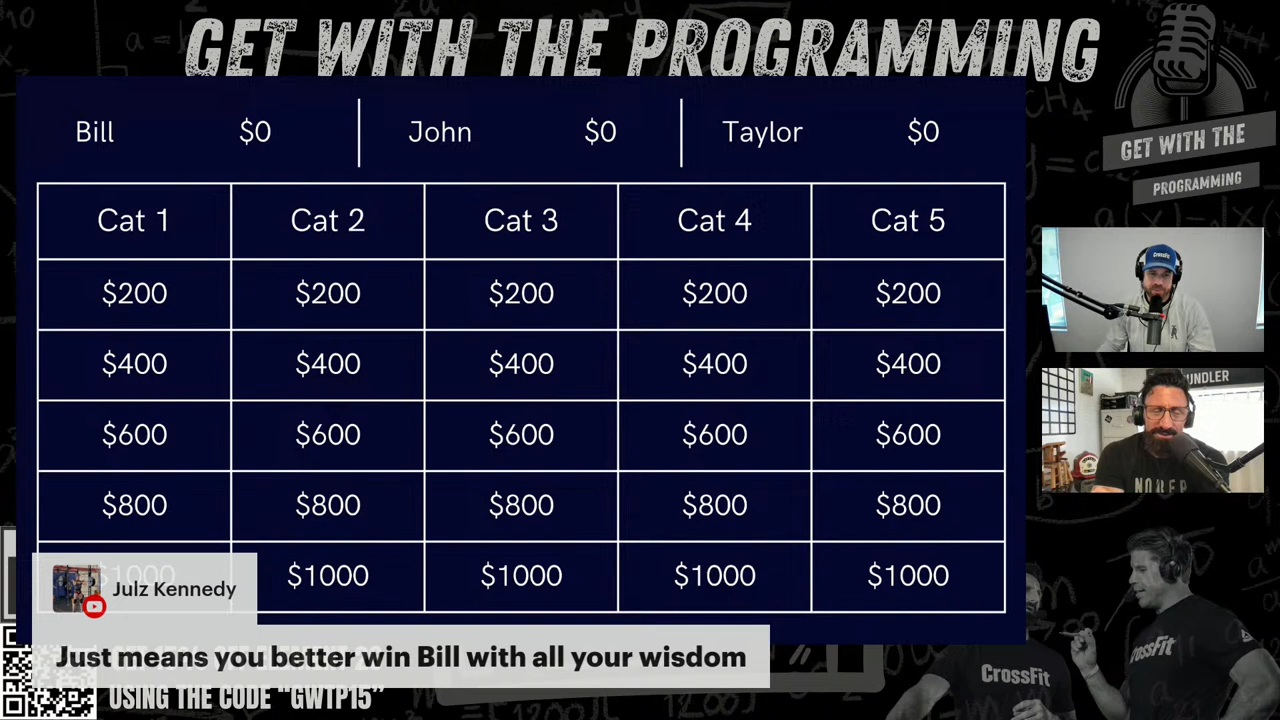 GET WITH THE PROGRAMMING
Bill $0 John $0 Taylor $0
Cat 1 Cat 2 Cat 3 Cat 4 Cat 5
$200 $200 $200 $200 $200
$400 $400 $400 $400 $400
$600 $600 $600 $600 $600
$800 $800 $800 $800 $800
$1000 $1000 $1000 $1000 $1000
Julz Kennedy
Just means you better win Bill with all your wisdom
USING THE CODE "GWTP15"
GET WITH THE
PROGRAMMING
CrossFit
CrossFit
CrossFit